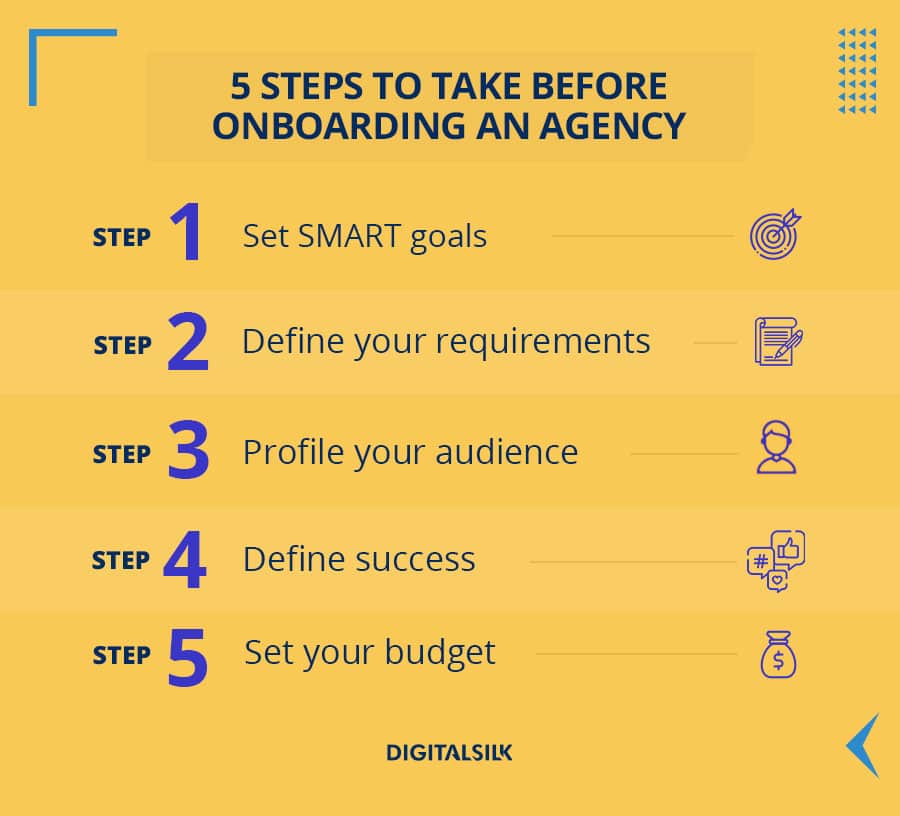 5 STEPS TO TAKE BEFORE
ONBOARDING AN AGENCY
STEP 1 Set SMART goals
STEP 2 Define your requirements
STEP 3 Profile your audience
#
STEP 4 Define success
STEP 5 Set your budget
$
DIGITALSILK